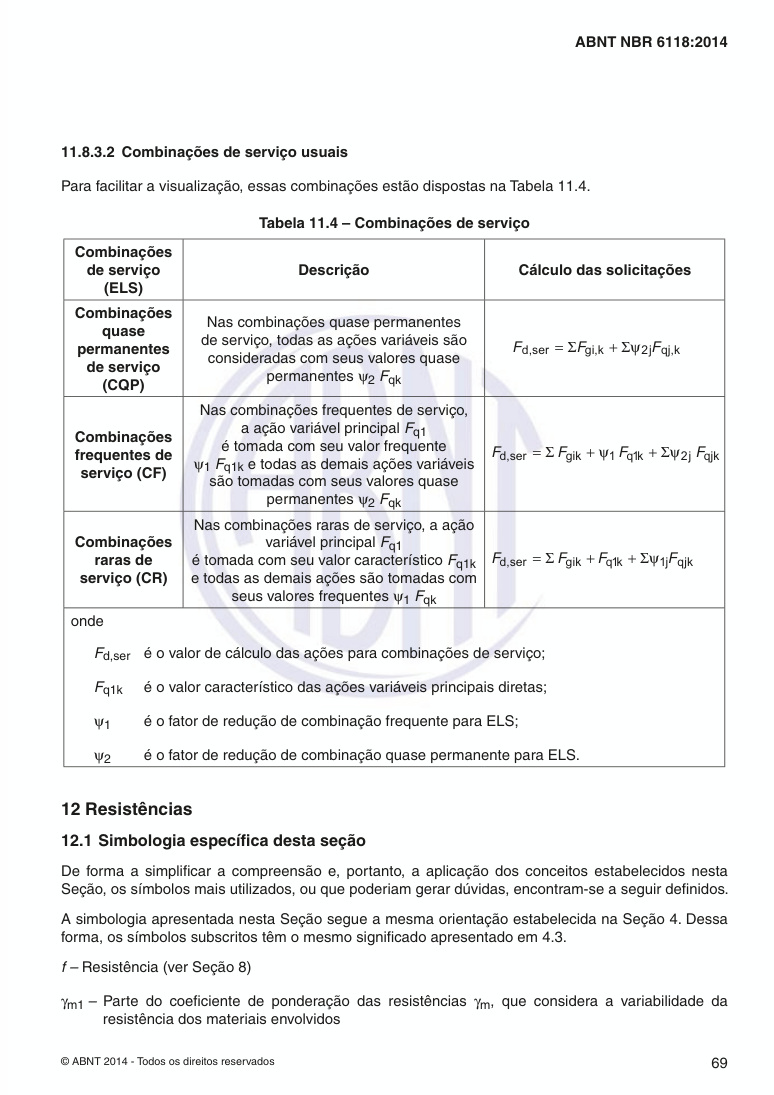 ABNT NBR 6118:2014
11.8.3.2 Combinações de serviço usuais
Para facilitar a visualização, essas combinações estão dispostas na Tabela 11.4.
Tabela 11.4 – Combinações de serviço
Combinações
de serviço
(ELS)
Descrição
Cálculo das solicitações
Combinações
quase
permanentes
de serviço
(CQP)
Nas combinações quase permanentes
de serviço, todas as ações variáveis são
consideradas com seus valores quase
permanentes ψ2 Fqk
Fd,ser = ΣFgi,k + Σψ2jFqj,k
Combinações
frequentes de
serviço (CF)
Nas combinações frequentes de serviço,
a ação variável principal Fq1
é tomada com seu valor frequente
ψ1 Fq1k e todas as demais ações variáveis
são tomadas com seus valores quase
permanentes ψ2 Fqk
Fd,ser = Σ Fgik + ψ1 Fq1k + Σψ2j Fqjk
Combinações
raras de
serviço (CR)
Nas combinações raras de serviço, a ação
variável principal Fq1
é tomada com seu valor característico Fq1k
e todas as demais ações são tomadas com
seus valores frequentes ψ1 Fqk
Fd,ser = Σ Fgik + Fq1k + Σψ1jFqjk
onde
Fd,ser é o valor de cálculo das ações para combinações de serviço;
Fq1k é o valor característico das ações variáveis principais diretas;
ψ1 é o fator de redução de combinação frequente para ELS;
ψ2 é o fator de redução de combinação quase permanente para ELS.
12 Resistências
12.1 Simbologia específica desta seção
De forma a simplificar a compreensão e, portanto, a aplicação dos conceitos estabelecidos nesta
Seção, os símbolos mais utilizados, ou que poderiam gerar dúvidas, encontram-se a seguir definidos.
A simbologia apresentada nesta Seção segue a mesma orientação estabelecida na Seção 4. Dessa
forma, os símbolos subscritos têm o mesmo significado apresentado em 4.3.
f – Resistência (ver Seção 8)
γm1 – Parte do coeficiente de ponderação das resistências γm, que considera a variabilidade da
resistência dos materiais envolvidos
© ABNT 2014 - Todos os direitos reservados
69
ABNT